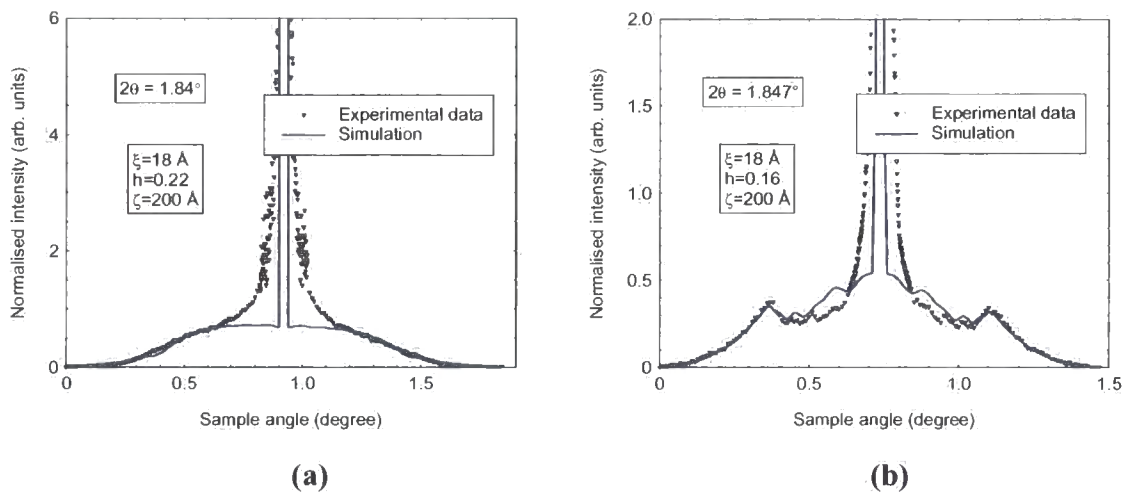 6
4
2
0
0
0.5
1.0
1.5
Normalised intensity (arb. units)
Sample angle (degree)
2θ = 1.84°
Experimental data
Simulation
ξ=18 Å
h=0.22
ζ=200 Å
(a)
2.0
1.5
1.0
0.5
0
0
0.5
1.0
1.5
Normalised intensity (arb. units)
Sample angle (degree)
2θ = 1.847°
Experimental data
Simulation
ξ=18 Å
h=0.16
ζ=200 Å
(b)